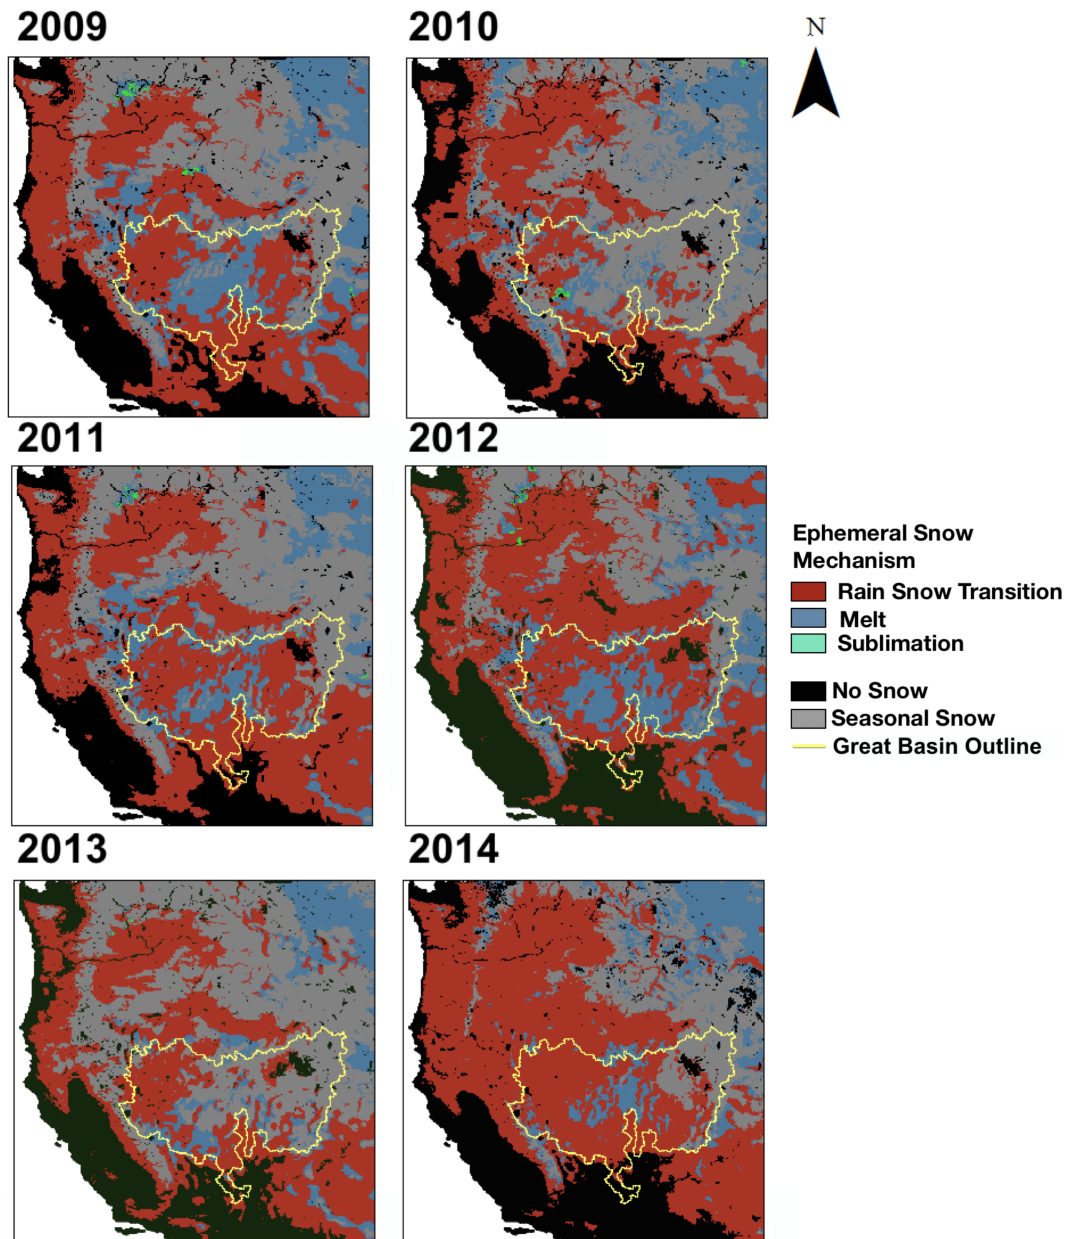 2009
2010
N
2011
2012
Ephemeral Snow
Mechanism
Rain Snow Transition
Melt
Sublimation
No Snow
Seasonal Snow
Great Basin Outline
2013
2014